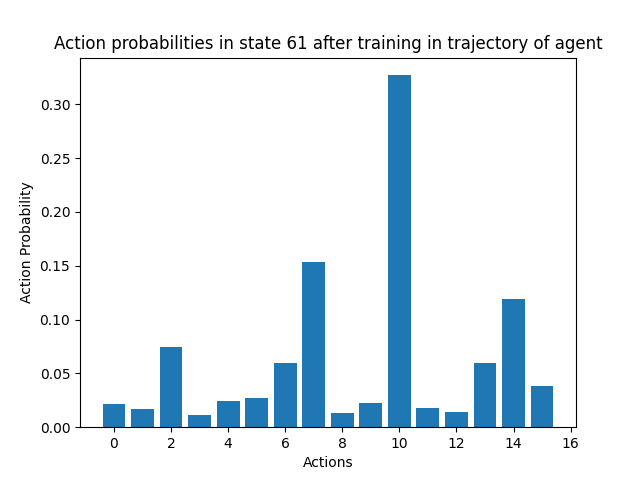 Action probabilities in state 61 after training in trajectory of agent
0.30
0.25
0.20
0.15
0.10
0.05
0.00
Action Probability
0 2 4 6 8 10 12 14 16
Actions